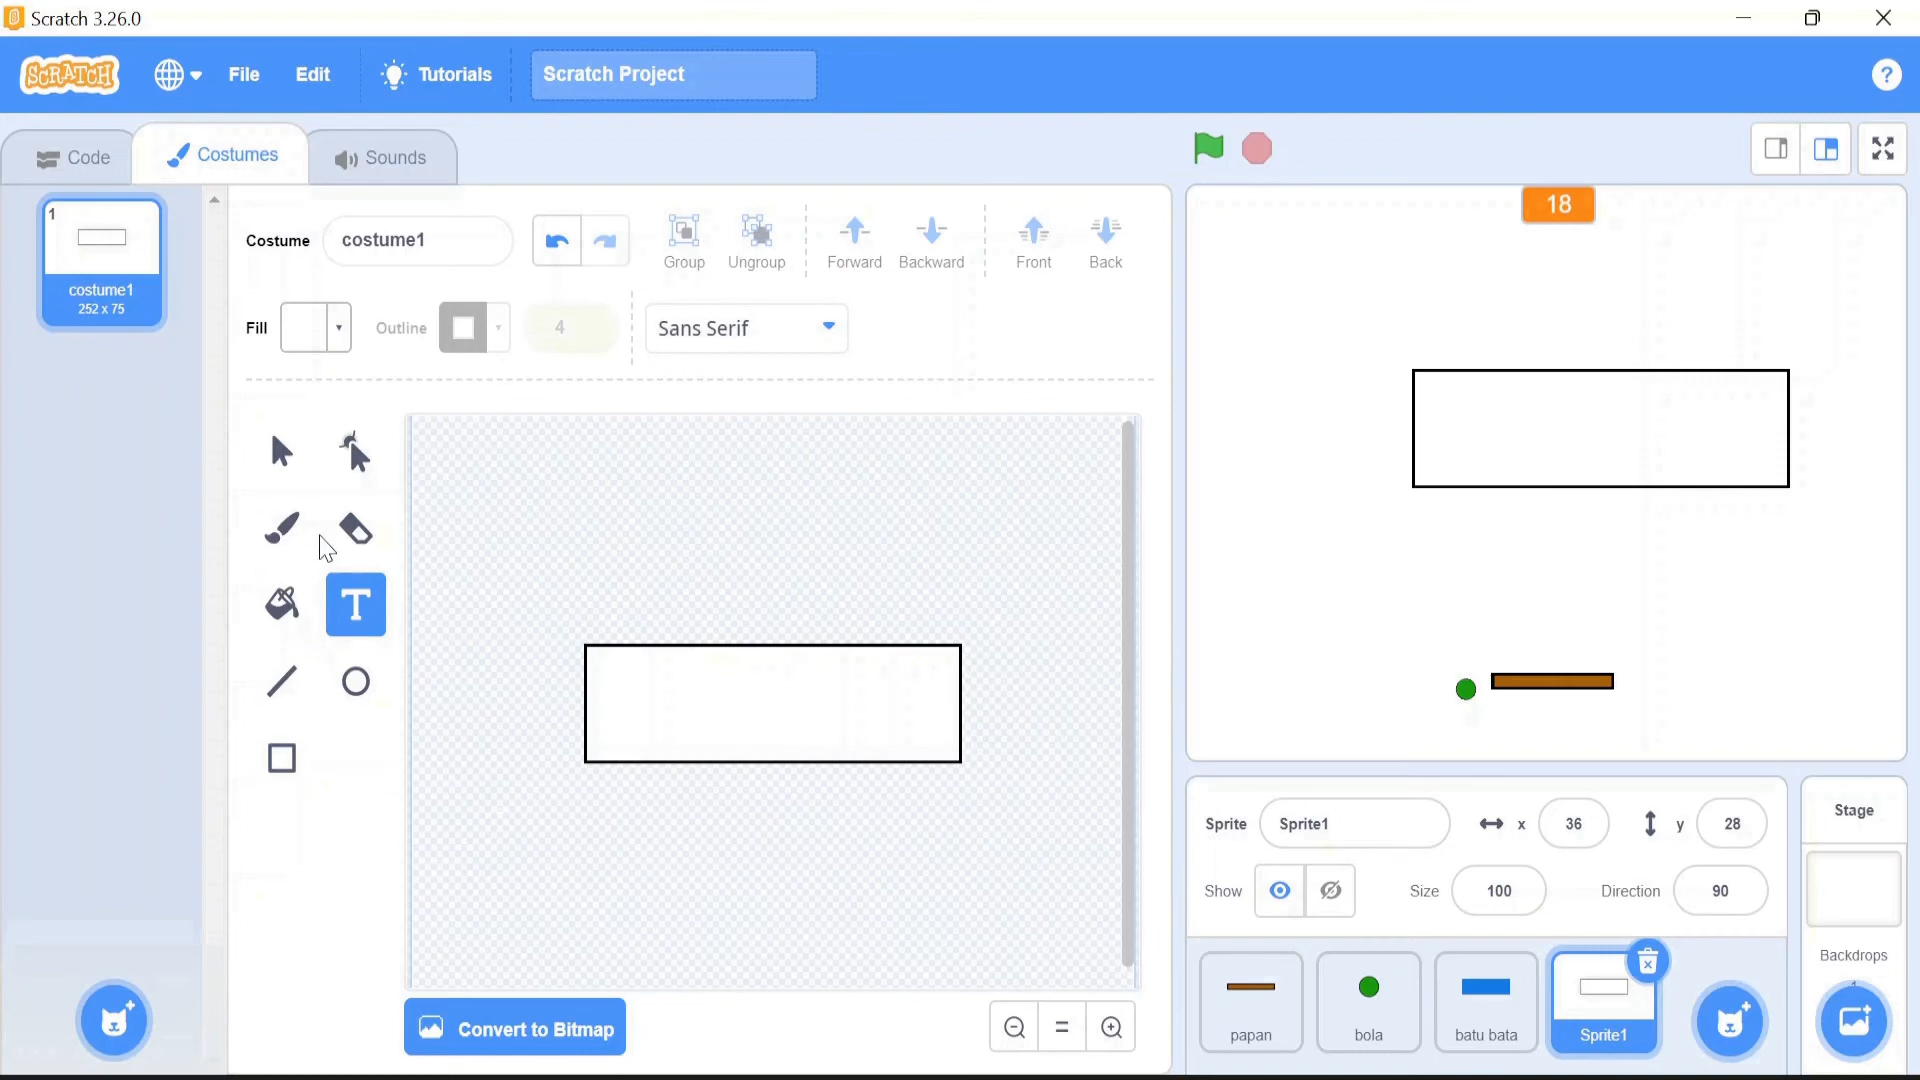 Scratch 3.26.0
SCRATCH
File
Edit
Tutorials
Scratch Project
?
Code
Costumes
Sounds
18
1
costume1
252 x 75
Costume
costume1
Group
Ungroup
Forward
Backward
Front
Back
Fill
Outline
4
Sans Serif
T
Convert to Bitmap
Sprite
Sprite1
x
36
y
28
Show
Size
100
Direction
90
papan
bola
batu bata
Sprite1
Stage
Backdrops